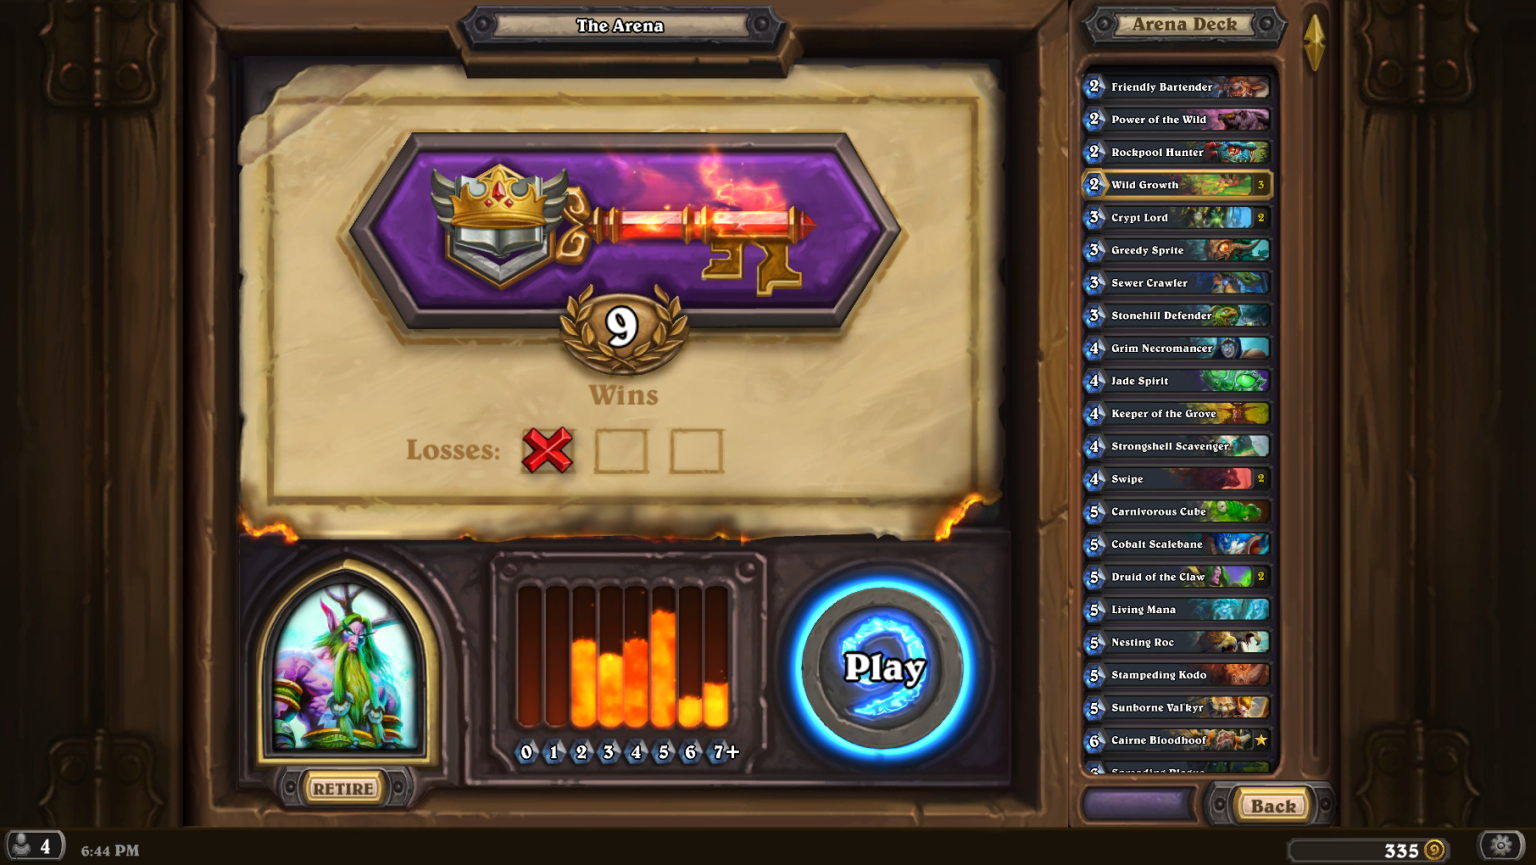 The Arena
9
Wins
Losses:
0 1 2 3 4 5 6 7+
Play
RETIRE
Arena Deck
2 Friendly Bartender
2 Power of the Wild
2 Rockpool Hunter
2 Wild Growth 3
3 Crypt Lord 2
3 Greedy Sprite
3 Sewer Crawler
3 Stonehill Defender
4 Grim Necromancer
4 Jade Spirit
4 Keeper of the Grove
4 Strongshell Scavenger
4 Swipe 2
5 Carnivorous Cube
5 Cobalt Scalebane
5 Druid of the Claw 2
5 Living Mana
5 Nesting Roc
5 Stampeding Kodo
5 Sunborne Val'kyr
6 Cairne Bloodhoof
Back
4
6:44 PM
335